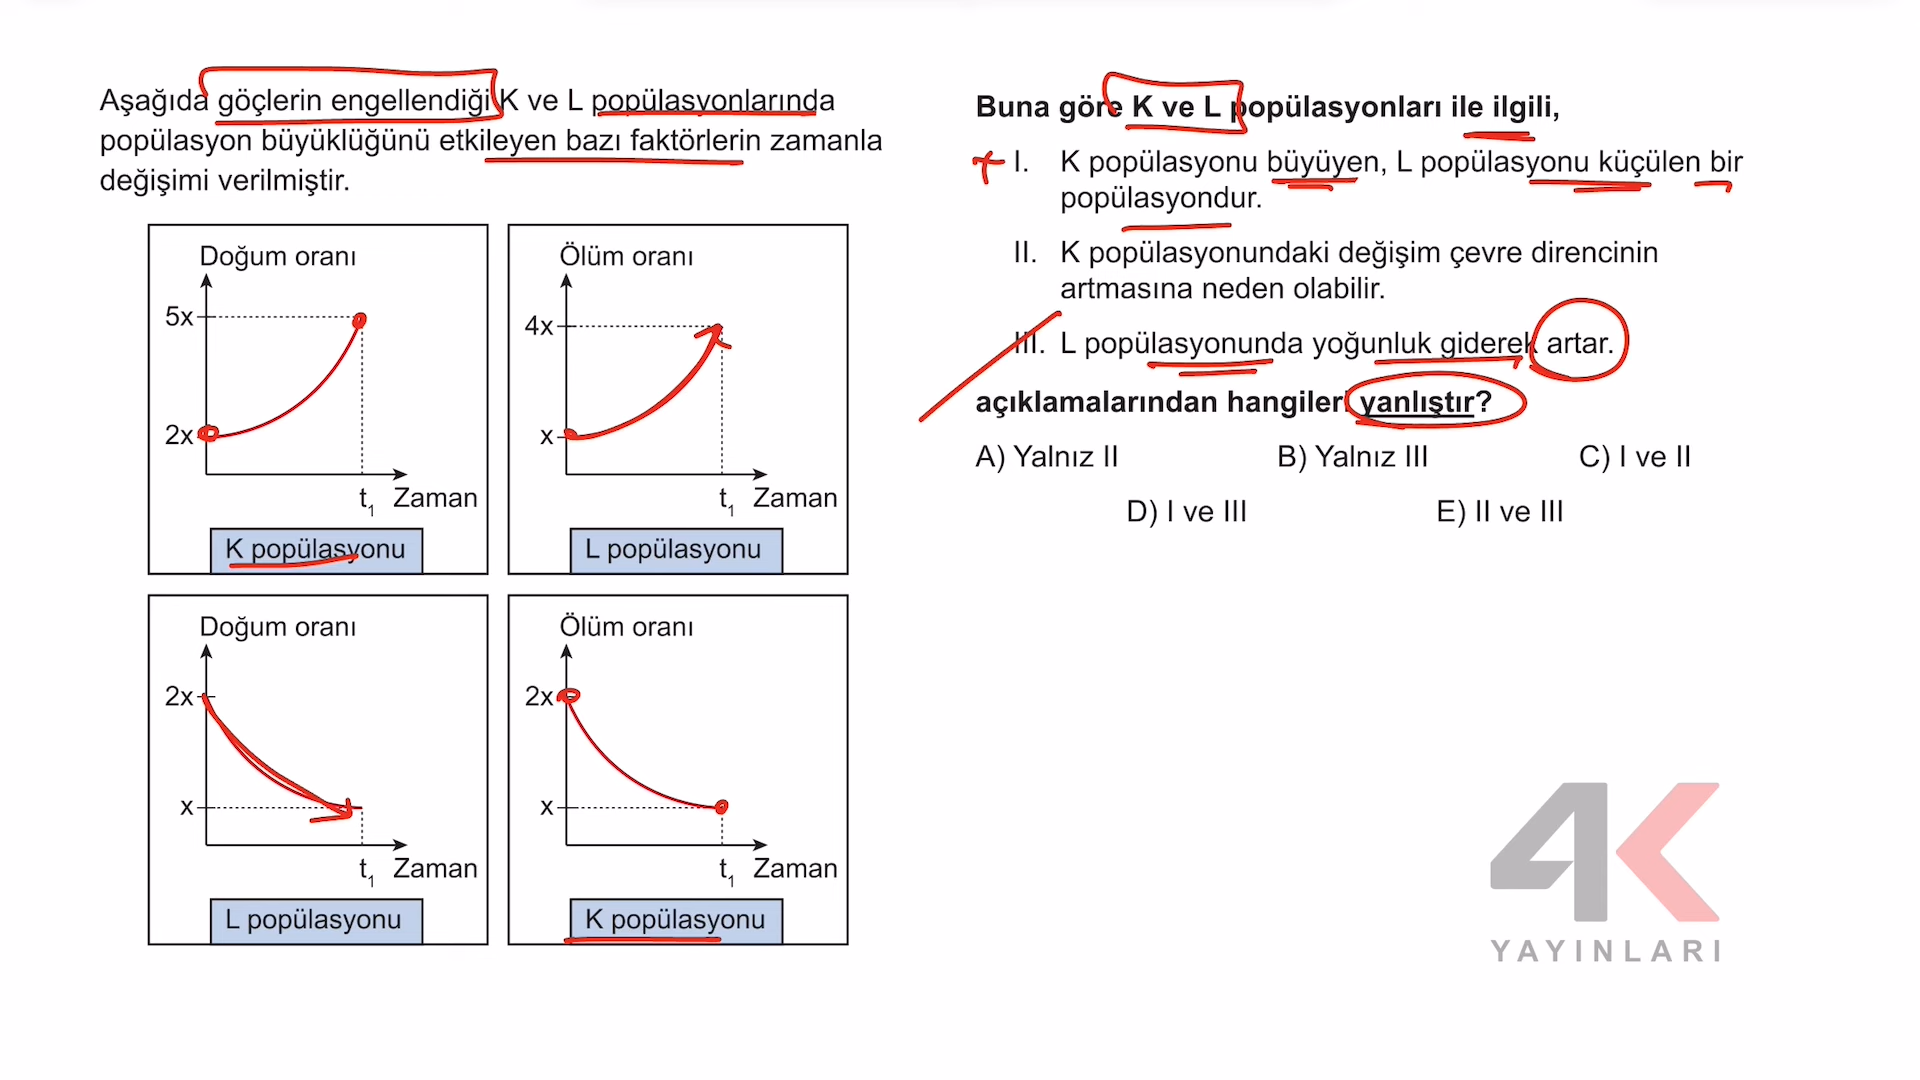 Aşağıda göçlerin engellendiği K ve L popülasyonlarında
popülasyon büyüklüğünü etkileyen bazı faktörlerin zamanla
değişimi verilmiştir.
Doğum oranı
5x
2x
t1 Zaman
K popülasyonu
Ölüm oranı
4x
x
t1 Zaman
L popülasyonu
Doğum oranı
2x
x
t1 Zaman
L popülasyonu
Ölüm oranı
2x
x
t1 Zaman
K popülasyonu
Buna göre K ve L popülasyonları ile ilgili,
I. K popülasyonu büyüyen, L popülasyonu küçülen bir
popülasyondur.
II. K popülasyonundaki değişim çevre direncinin
artmasına neden olabilir.
III. L popülasyonunda yoğunluk giderek artar.
açıklamalarından hangileri yanlıştır?
A) Yalnız II B) Yalnız III C) I ve II
D) I ve III E) II ve III
4K
YAYINLARI